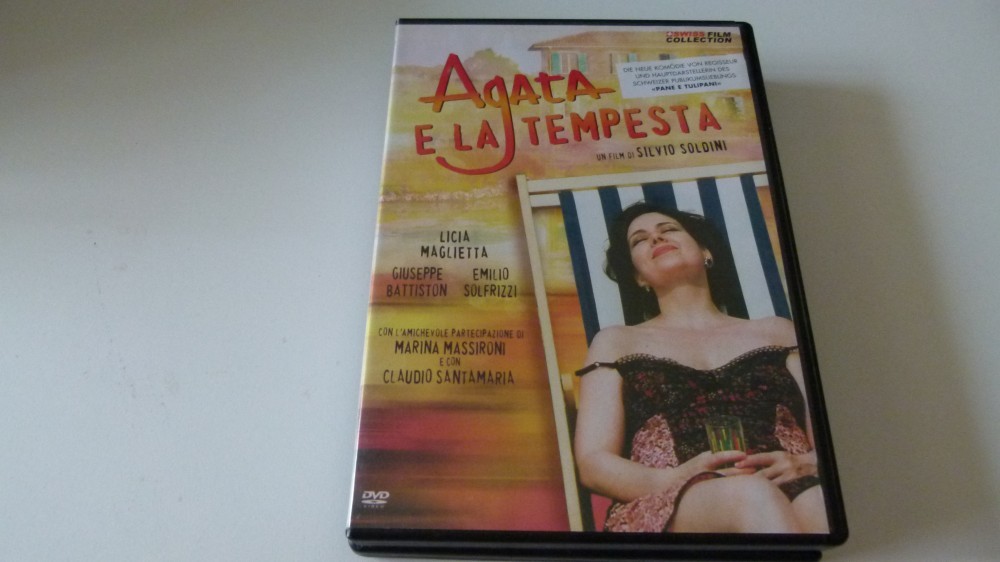 SWISS FILM
COLLECTION
DIE NEUE KOMÖDIE VON REGISSEUR
UND HAUPTDARSTELLERIN DES
SCHWEIZER PUBLIKUMSLIEBLINGS
«PANE E TULIPANI»
AgATA
E LA TEMPESTA
UN FILM DI SILVIO SOLDINI
LICIA
MAGLIETTA
GIUSEPPE EMILIO
BATTISTON SOLFRIZZI
CON L'AMICHEVOLE PARTECIPAZIONE DI
MARINA MASSIRONI
E CON
CLAUDIO SANTAMARIA
DVD
VIDEO